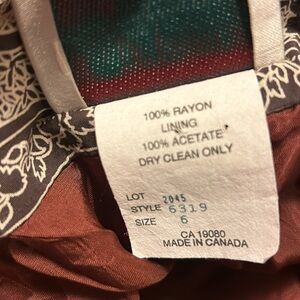 100% RAYON
LINING
100% ACETATE
DRY CLEAN ONLY
LOT 2045
STYLE 6319
SIZE 6
CA 19080
MADE IN CANADA